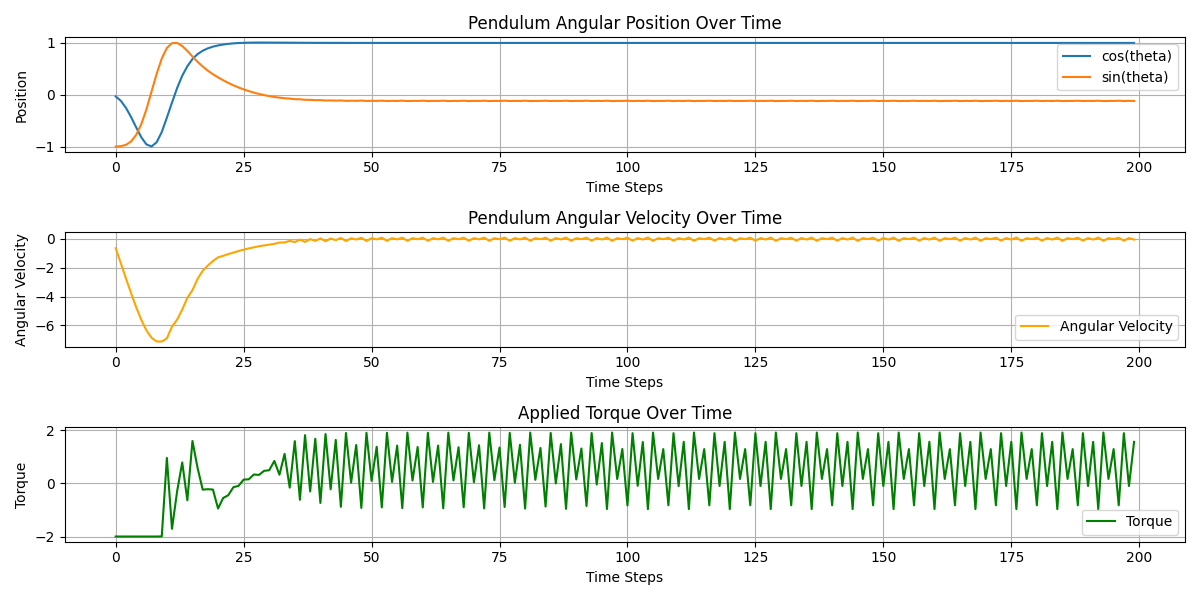 Pendulum Angular Position Over Time
Position
1
0
−1
cos(theta)
sin(theta)
0 25 50 75 100 125 150 175 200
Time Steps
Pendulum Angular Velocity Over Time
Angular Velocity
0
−2
−4
−6
Angular Velocity
0 25 50 75 100 125 150 175 200
Time Steps
Applied Torque Over Time
Torque
2
0
−2
Torque
0 25 50 75 100 125 150 175 200
Time Steps